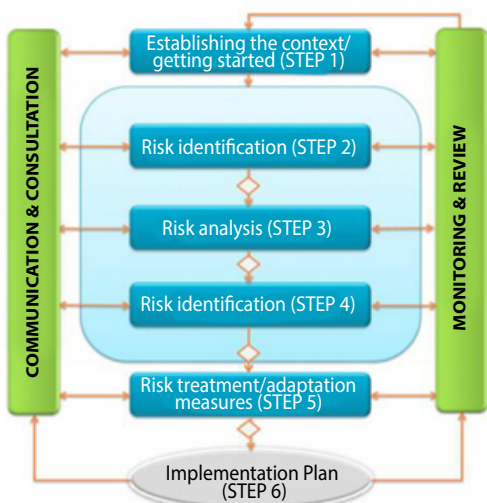 Establishing the context/
getting started (STEP 1)
COMMUNICATION & CONSULTATION
MONITORING & REVIEW
Risk identification (STEP 2)
Risk analysis (STEP 3)
Risk identification (STEP 4)
Risk treatment/adaptation
measures (STEP 5)
Implementation Plan
(STEP 6)